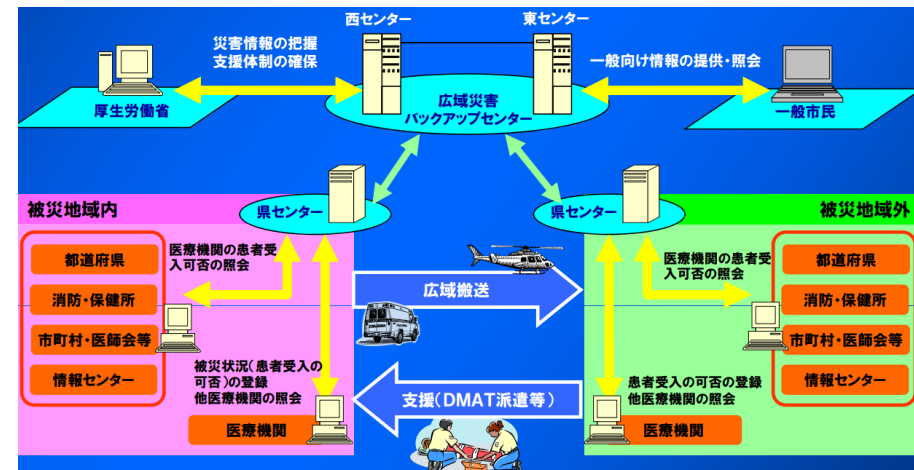 西センター
東センター
災害情報の把握
支援体制の確保
一般向け情報の提供・照会
厚生労働省
広域災害
バックアップセンター
一般市民
被災地域内
県センター
県センター
被災地域外
都道府県
消防・保健所
市町村・医師会等
情報センター
医療機関の患者受
入可否の照会
広域搬送
医療機関の患者受
入可否の照会
都道府県
消防・保健所
市町村・医師会等
情報センター
被災状況(患者受入の
可否)の登録
他医療機関の照会
支援(DMAT派遣等)
患者受入の可否の登録
他医療機関の照会
医療機関
医療機関